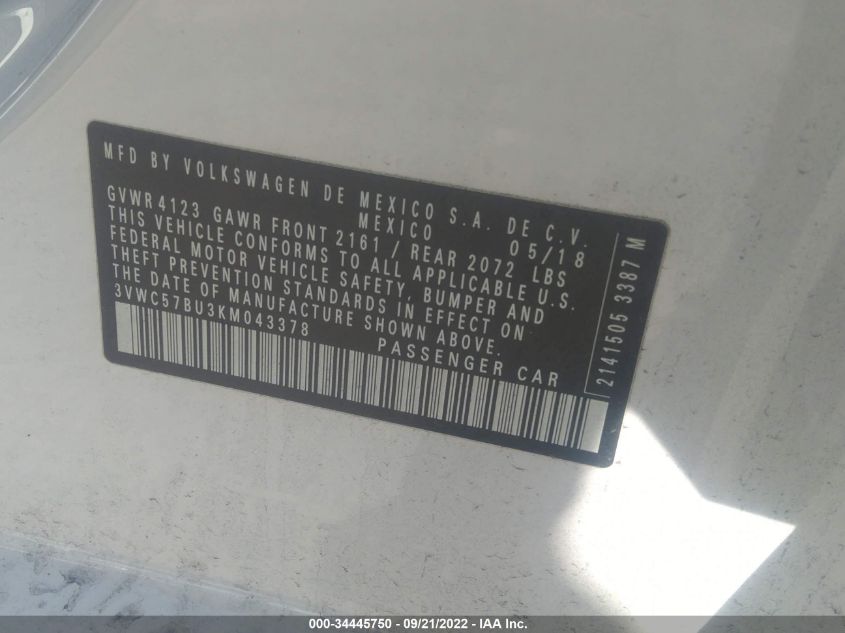 MFD BY VOLKSWAGEN DE MEXICO S.A. DE C.V.
MEXICO 05/18
GVWR 4123 GAWR FRONT 2161 / REAR 2072 LBS
THIS VEHICLE CONFORMS TO ALL APPLICABLE U.S.
FEDERAL MOTOR VEHICLE SAFETY, BUMPER AND
THEFT PREVENTION STANDARDS IN EFFECT ON
THE DATE OF MANUFACTURE SHOWN ABOVE.
3VWC57BU3KM043378 PASSENGER CAR
2141505 3387 M
000-34445750 - 09/21/2022 - IAA Inc.